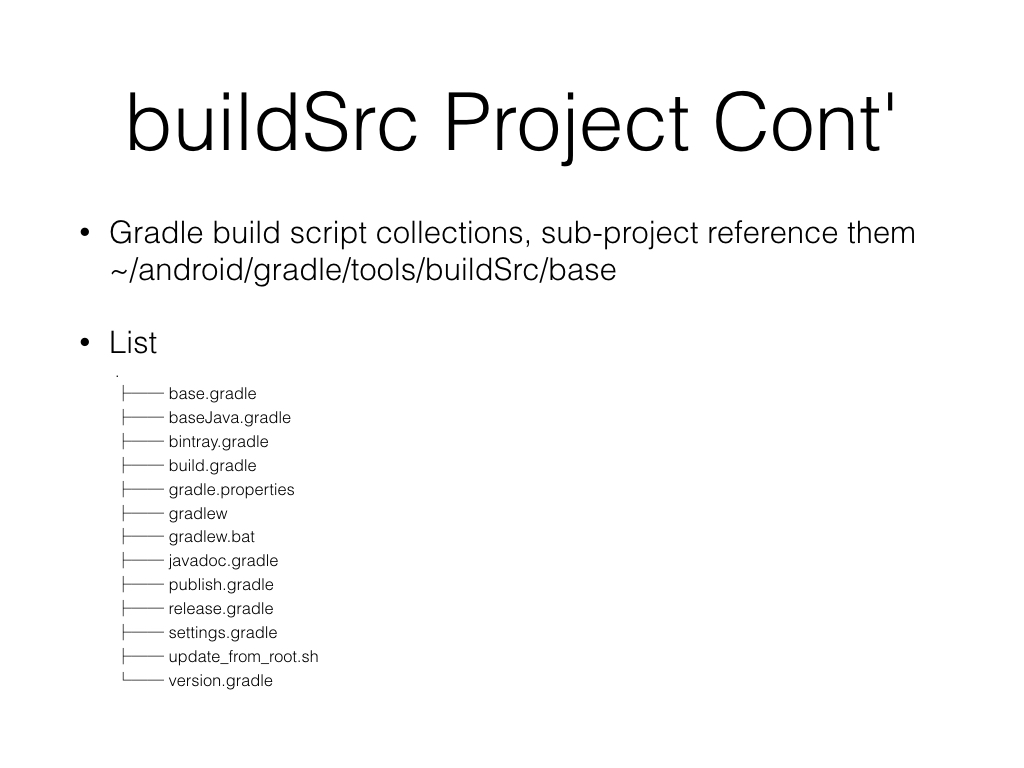 buildSrc Project Cont'
• Gradle build script collections, sub-project reference them
~/android/gradle/tools/buildSrc/base
• List
.
├── base.gradle
├── baseJava.gradle
├── bintray.gradle
├── build.gradle
├── gradle.properties
├── gradlew
├── gradlew.bat
├── javadoc.gradle
├── publish.gradle
├── release.gradle
├── settings.gradle
├── update_from_root.sh
└── version.gradle